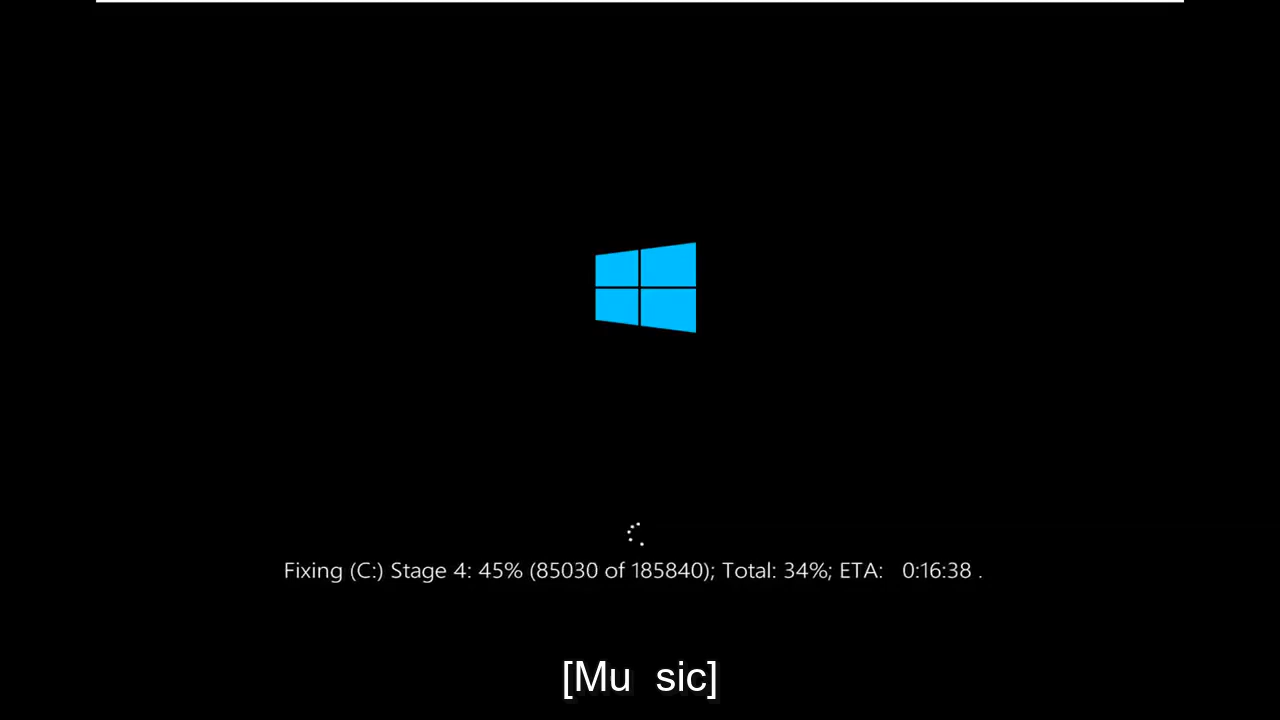 Fixing (C:) Stage 4: 45% (85030 of 185840); Total: 34%; ETA:   0:16:38 .
[Mu  sic]